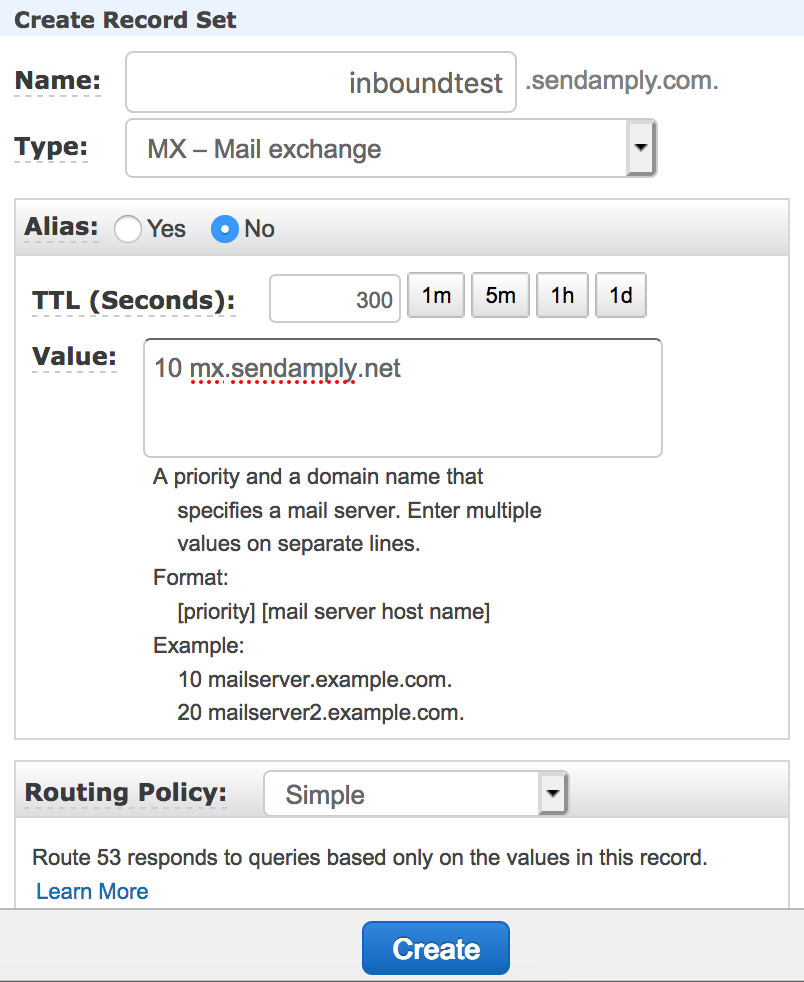 Create Record Set
Name: inboundtest .sendamply.com.
Type: MX – Mail exchange
Alias: Yes No
TTL (Seconds): 300 1m 5m 1h 1d
Value: 10 mx.sendamply.net
A priority and a domain name that
specifies a mail server. Enter multiple
values on separate lines.
Format:
[priority] [mail server host name]
Example:
10 mailserver.example.com.
20 mailserver2.example.com.
Routing Policy: Simple
Route 53 responds to queries based only on the values in this record.
Learn More
Create